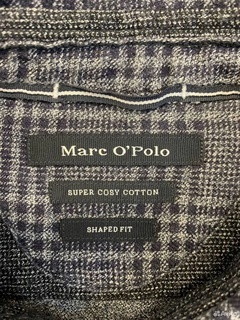 Marc O'Polo
SUPER COSY COTTON
SHAPED FIT